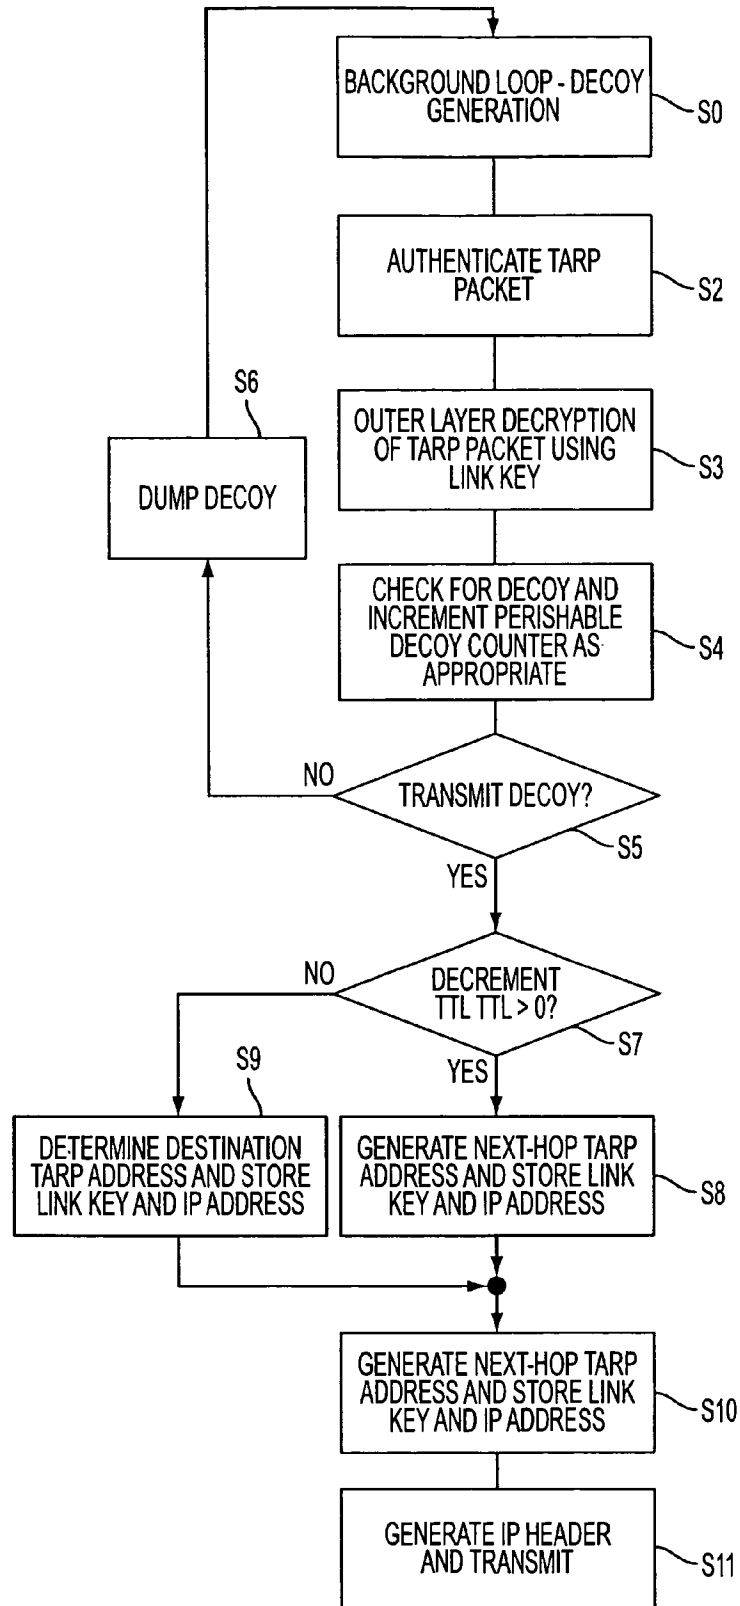 BACKGROUND LOOP - DECOY
GENERATION
S0
AUTHENTICATE TARP
PACKET
S2
OUTER LAYER DECRYPTION
OF TARP PACKET USING
LINK KEY
S3
S6
DUMP DECOY
CHECK FOR DECOY AND
INCREMENT PERISHABLE
DECOY COUNTER AS
APPROPRIATE
S4
NO
TRANSMIT DECOY?
S5
YES
NO
DECREMENT
TTL TTL > 0?
S7
YES
S9
DETERMINE DESTINATION
TARP ADDRESS AND STORE
LINK KEY AND IP ADDRESS
GENERATE NEXT-HOP TARP
ADDRESS AND STORE LINK
KEY AND IP ADDRESS
S8
GENERATE NEXT-HOP TARP
ADDRESS AND STORE LINK
KEY AND IP ADDRESS
S10
GENERATE IP HEADER
AND TRANSMIT
S11